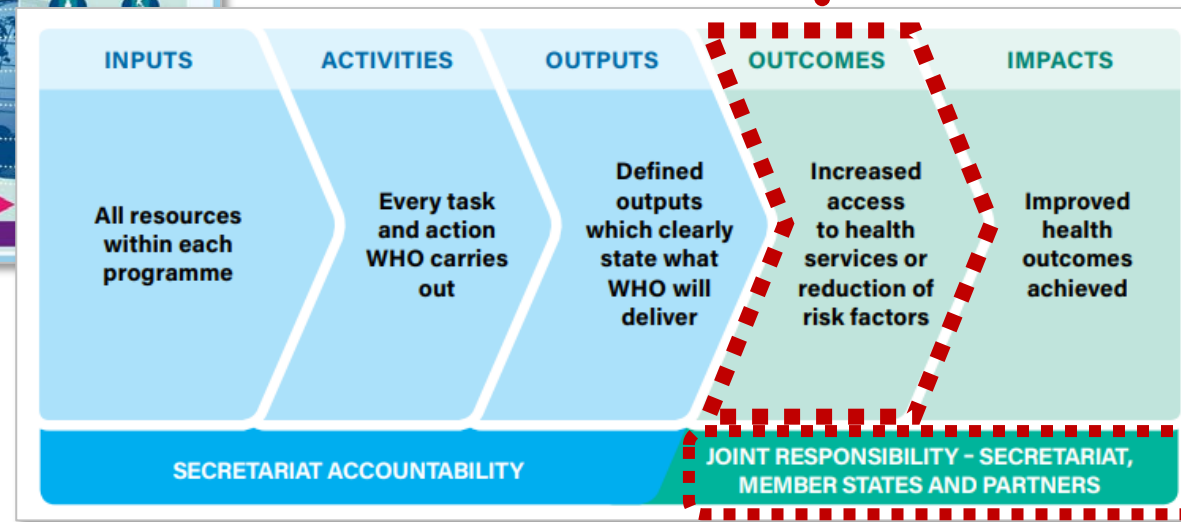 INPUTS
ACTIVITIES
OUTPUTS
OUTCOMES
IMPACTS
All resources
within each
programme
Every task
and action
WHO carries
out
Defined
outputs
which clearly
state what
WHO will
deliver
Increased
access
to health
services or
reduction of
risk factors
Improved
health
outcomes
achieved
SECRETARIAT ACCOUNTABILITY
JOINT RESPONSIBILITY – SECRETARIAT,
MEMBER STATES AND PARTNERS